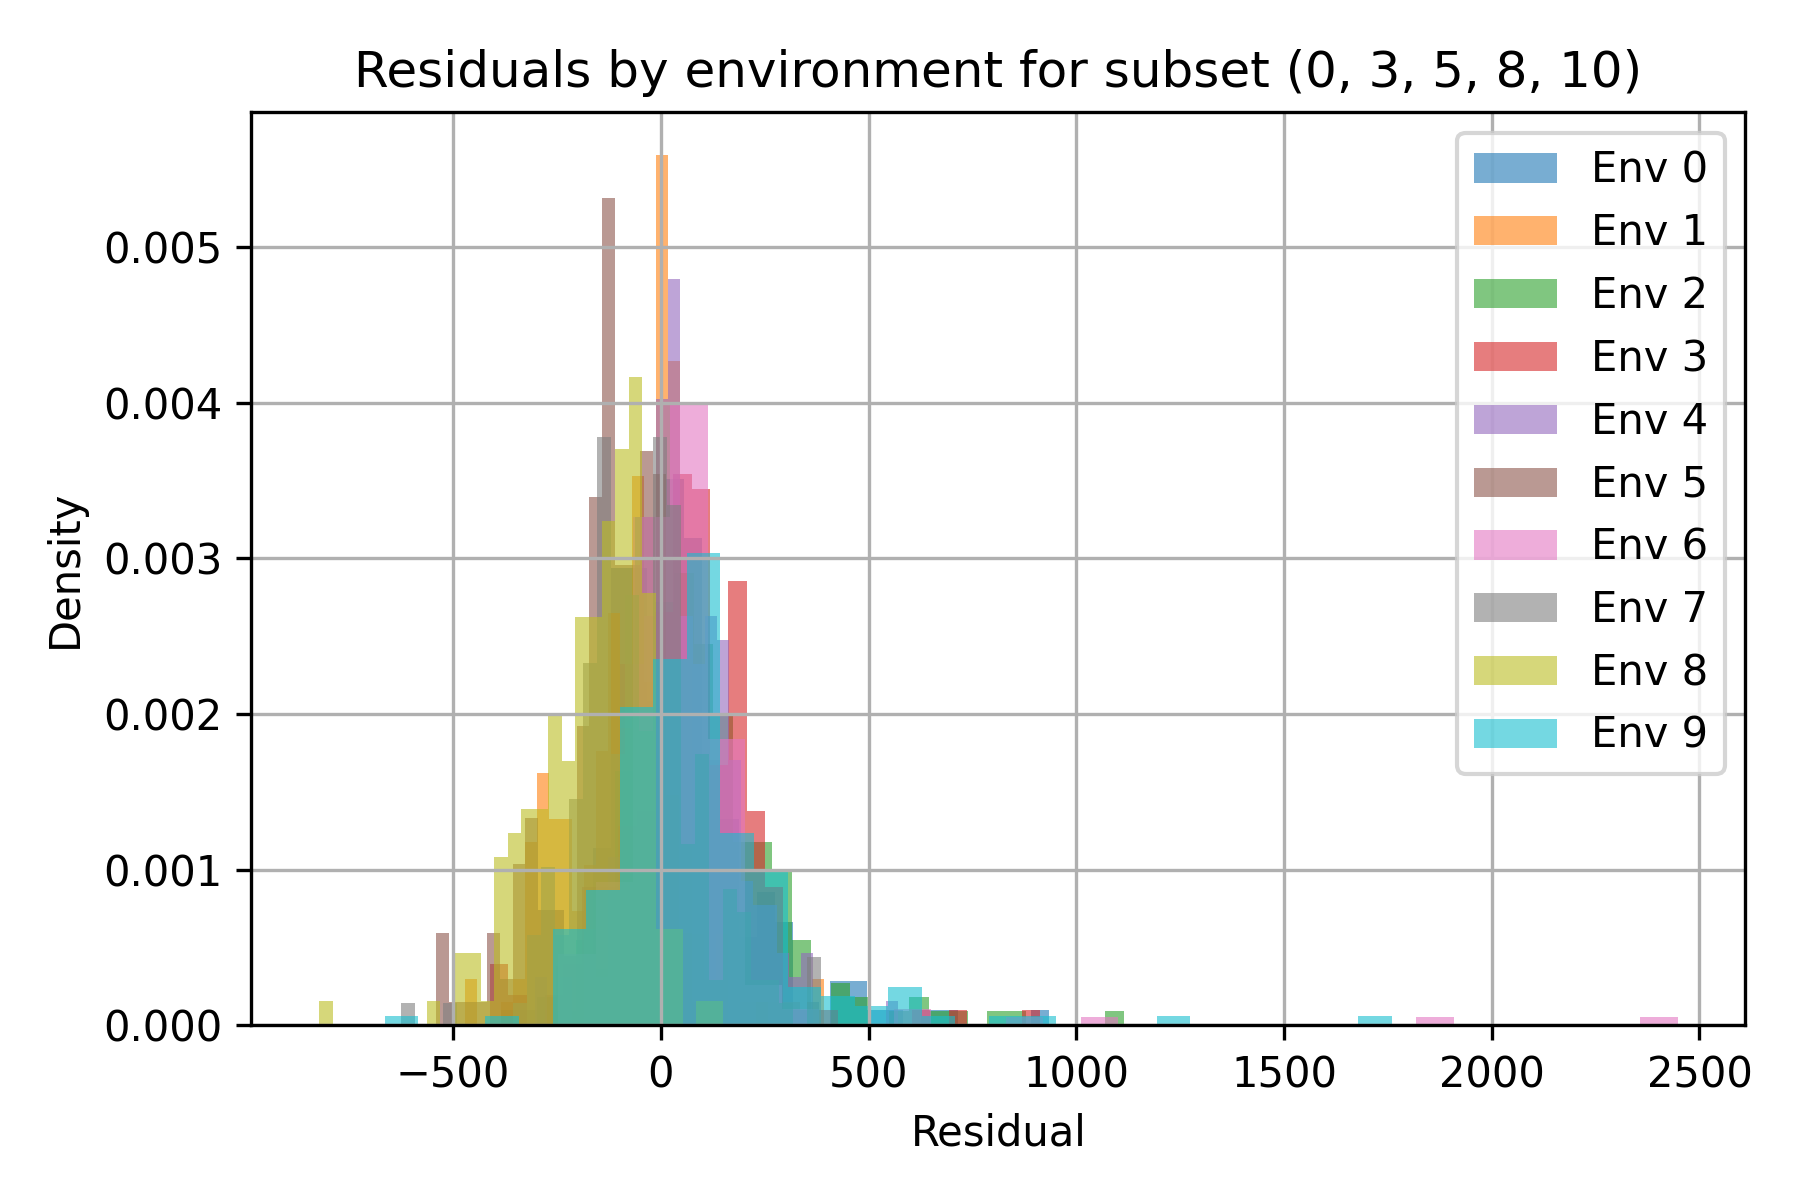 Residuals by environment for subset (0, 3, 5, 8, 10)
Density
0.005
0.004
0.003
0.002
0.001
0.000
−500 0 500 1000 1500 2000 2500
Residual
Env 0
Env 1
Env 2
Env 3
Env 4
Env 5
Env 6
Env 7
Env 8
Env 9